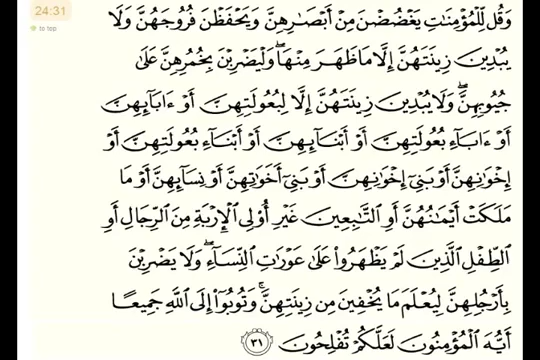 24:31
to top
وَقُل لِّلْمُؤْمِنَٰتِ يَغْضُضْنَ مِنْ أَبْصَٰرِهِنَّ وَيَحْفَظْنَ فُرُوجَهُنَّ وَلَا
يُبْدِينَ زِينَتَهُنَّ إِلَّا مَا ظَهَرَ مِنْهَا ۖ وَلْيَضْرِبْنَ بِخُمُرِهِنَّ عَلَىٰ
جُيُوبِهِنَّ ۖ وَلَا يُبْدِينَ زِينَتَهُنَّ إِلَّا لِبُعُولَتِهِنَّ أَوْ ءَابَآئِهِنَّ
أَوْ ءَابَآءِ بُعُولَتِهِنَّ أَوْ أَبْنَآئِهِنَّ أَوْ أَبْنَآءِ بُعُولَتِهِنَّ أَوْ
إِخْوَٰنِهِنَّ أَوْ بَنِىٓ إِخْوَٰنِهِنَّ أَوْ بَنِىٓ أَخَوَٰتِهِنَّ أَوْ نِسَآئِهِنَّ أَوْ مَا
مَلَكَتْ أَيْمَٰنُهُنَّ أَوِ ٱلتَّٰبِعِينَ غَيْرِ أُو۟لِى ٱلْإِرْبَةِ مِنَ ٱلرِّجَالِ أَوِ
ٱلطِّفْلِ ٱلَّذِينَ لَمْ يَظْهَرُوا۟ عَلَىٰ عَوْرَٰتِ ٱلنِّسَآءِ ۖ وَلَا يَضْرِبْنَ
بِأَرْجُلِهِنَّ لِيُعْلَمَ مَا يُخْفِينَ مِن زِينَتِهِنَّ ۚ وَتُوبُوٓا۟ إِلَى ٱللَّهِ جَمِيعًا
أَيُّهَ ٱلْمُؤْمِنُونَ لَعَلَّكُمْ تُفْلِحُونَ ٣١